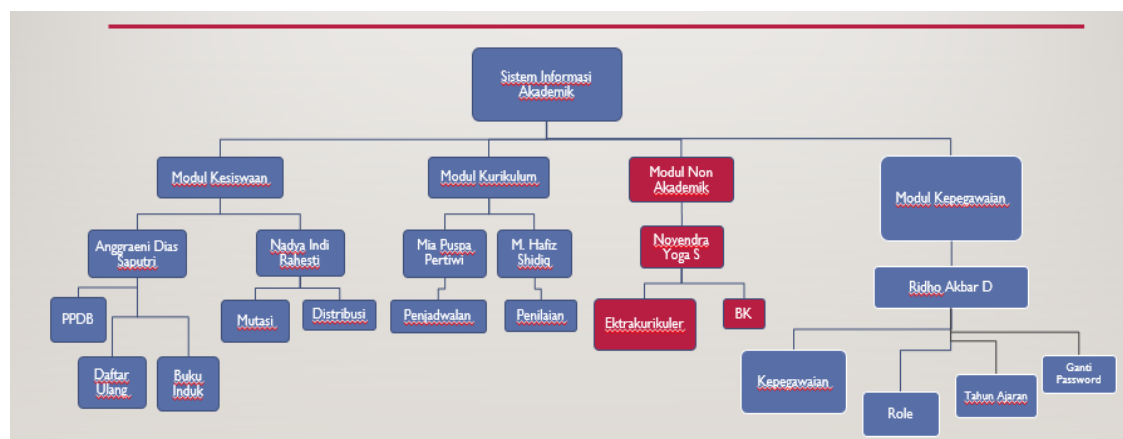 Sistem Informasi
Akademik
Modul Kesiswaan
Modul Kurikulum
Modul Non
Akademik
Modul Kepegawaian
Anggraeni Dias
Saputri
Nadya Indi
Rahesti
Mia Puspa
Pertiwi
M. Hafiz
Shidiq
Novendra
Yoga S
Ridho Akbar D
PPDB
Daftar
Ulang
Buku
Induk
Mutasi
Distribusi
Penjadwalan
Penilaian
Ektrakurikuler
BK
Kepegawaian
Role
Tahun Ajaran
Ganti
Password